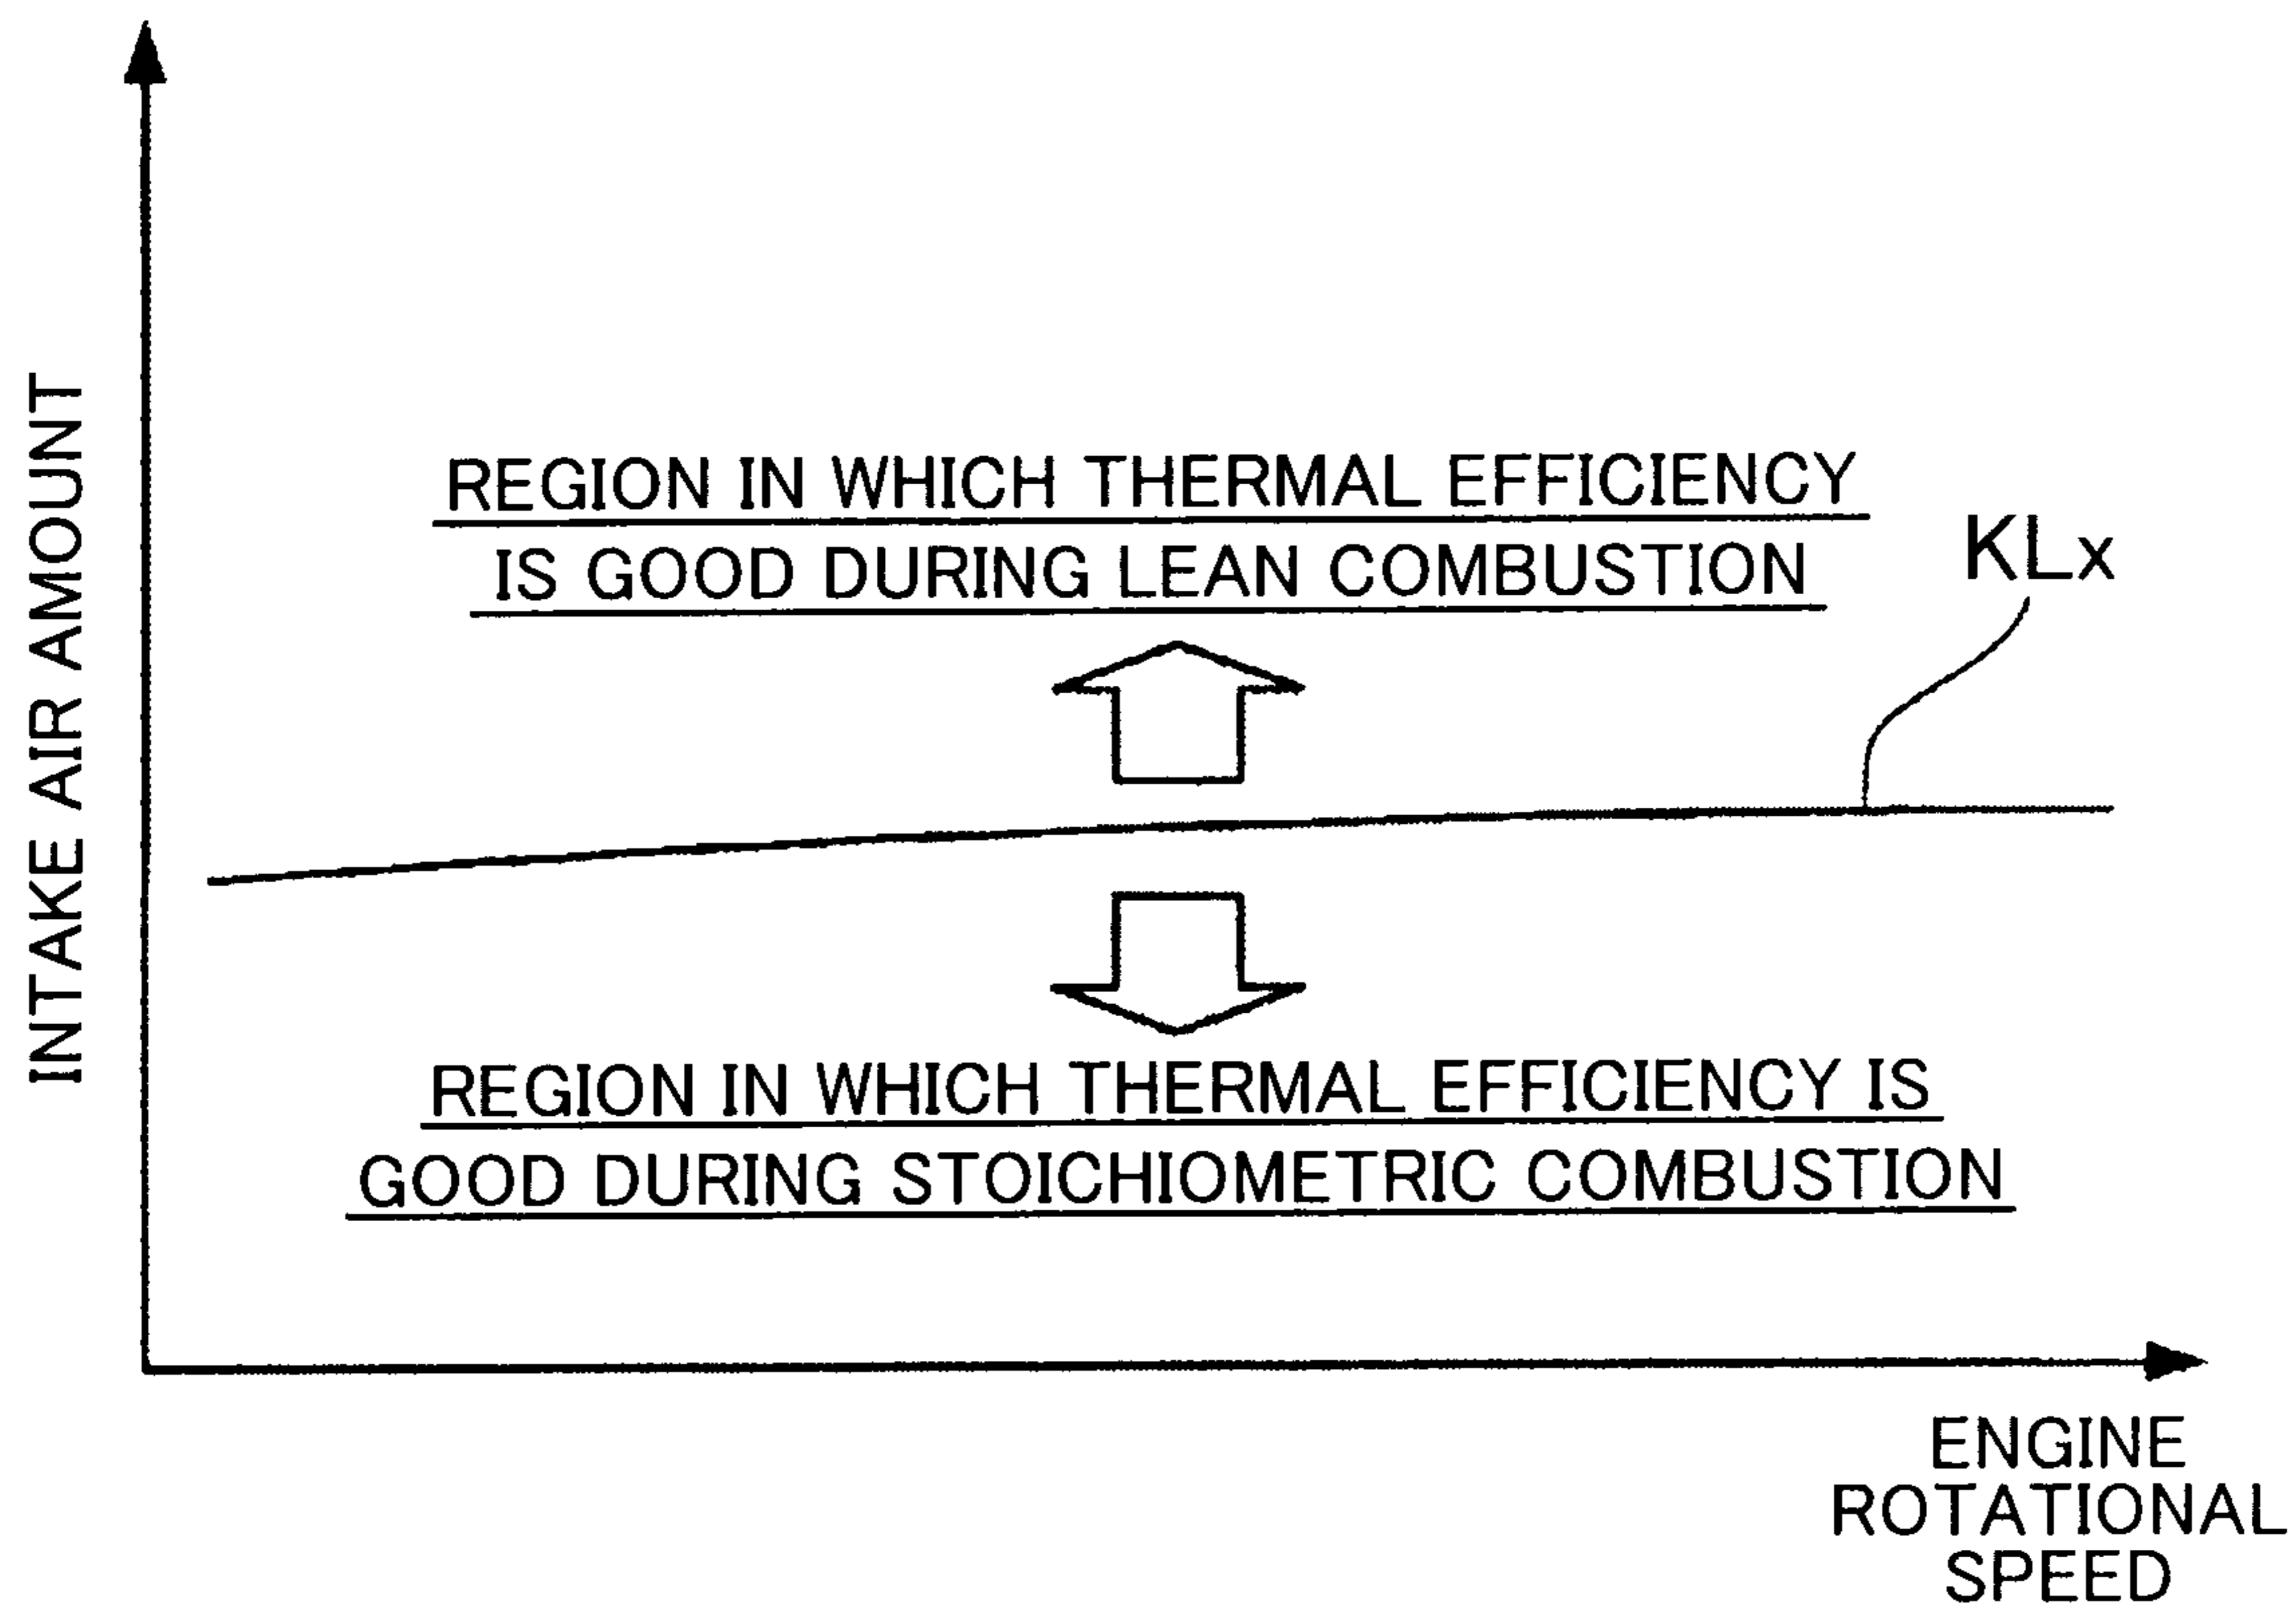 INTAKE AIR AMOUNT
REGION IN WHICH THERMAL EFFICIENCY
IS GOOD DURING LEAN COMBUSTION
KLx
REGION IN WHICH THERMAL EFFICIENCY IS
GOOD DURING STOICHIOMETRIC COMBUSTION
ENGINE
ROTATIONAL
SPEED